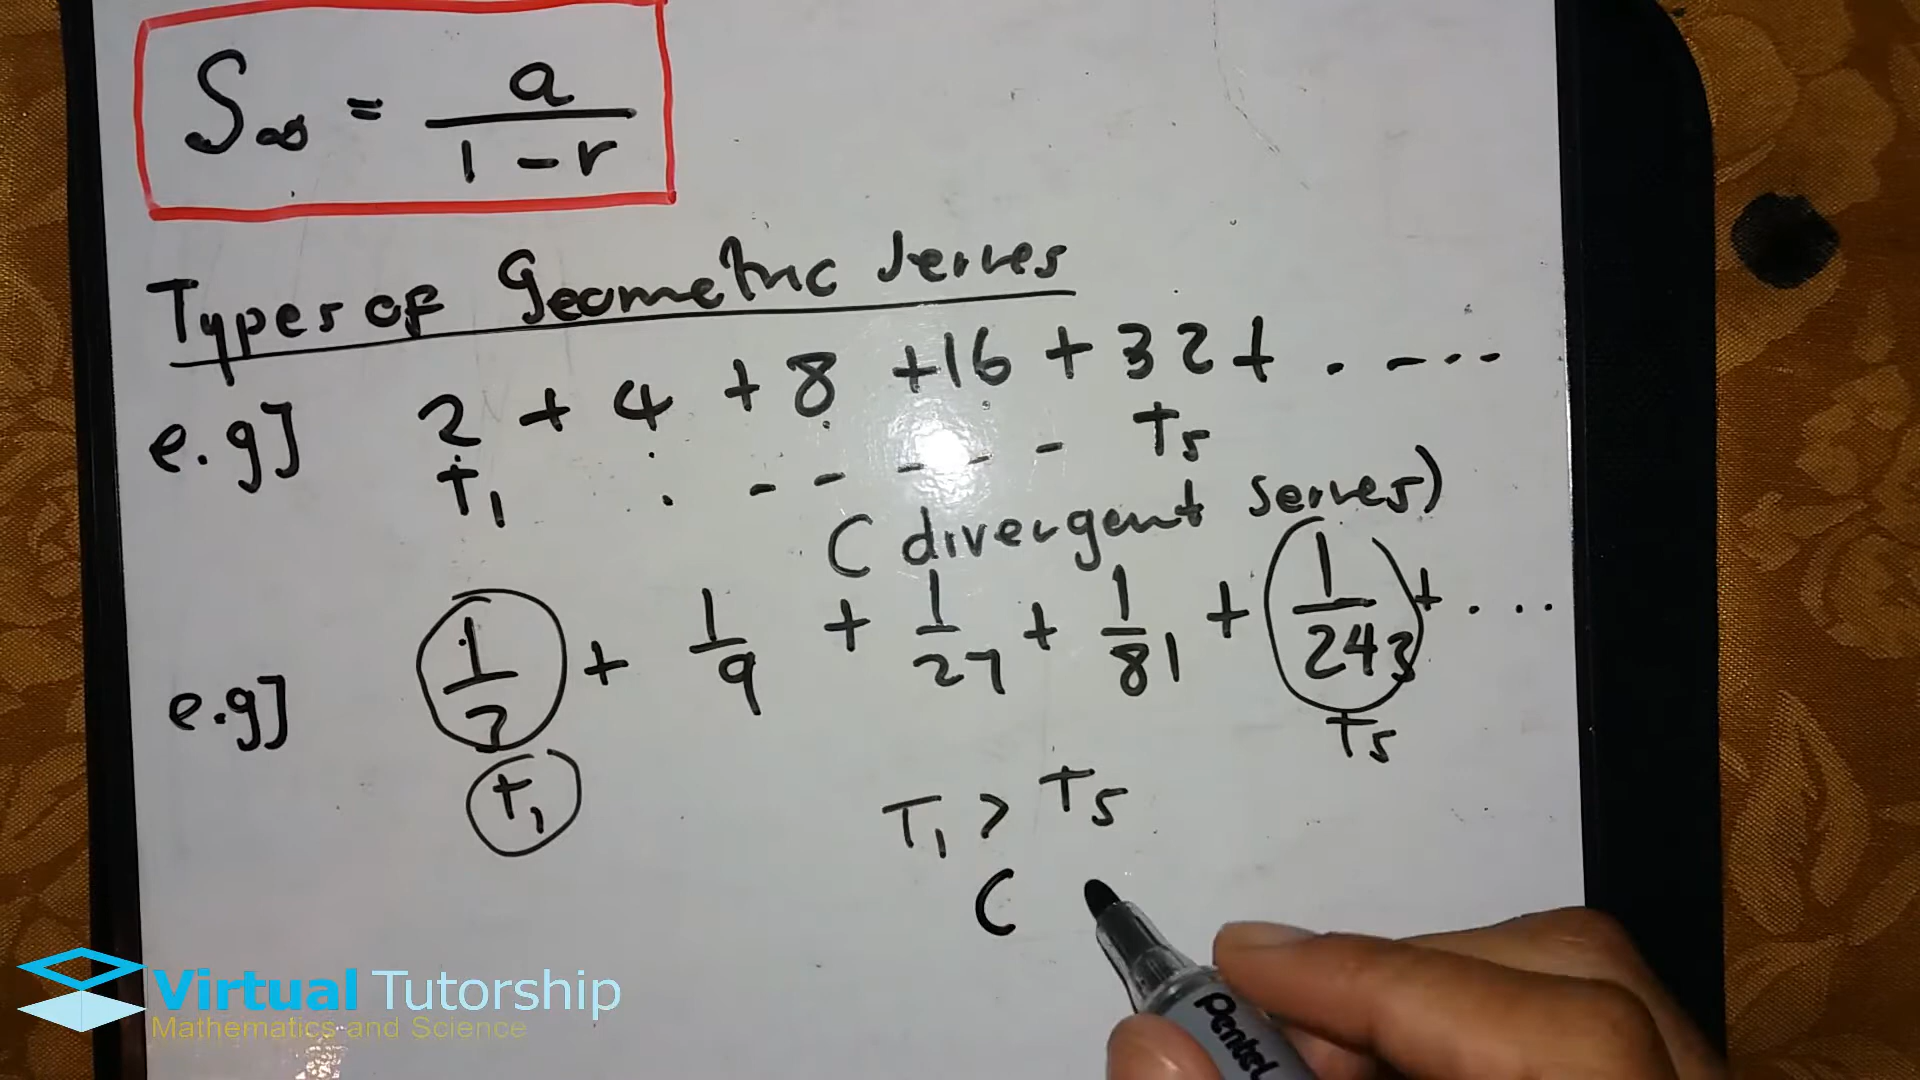 S∞ = a / (1 - r)
Types of Geometric Series
e.g] 2 + 4 + 8 + 16 + 32 + . - - ..
T1 . - - - - - T5
(divergent series)
e.g] 1/3 + 1/9 + 1/27 + 1/81 + 1/243 + ...
T1 T5
T1 > T5
(
Pentel
Virtual Tutorship
Mathematics and Science